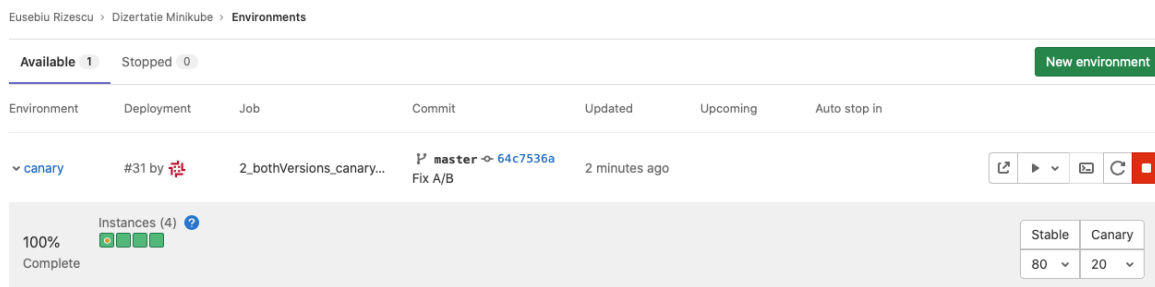 Eusebiu Rizescu > Dizertatie Minikube > Environments
Available 1 Stopped 0 New environment
Environment Deployment Job Commit Updated Upcoming Auto stop in
canary #31 by 2_bothVersions_canary... master 64c7536a 2 minutes ago
Fix A/B
Instances (4) ?
100%
Complete
Stable Canary
80 20